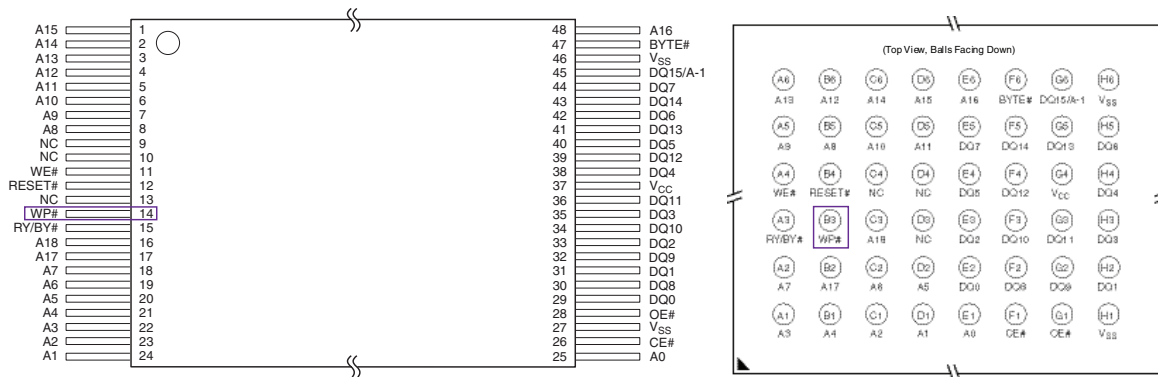 A15 1 48 A16
A14 2 47 BYTE#
A13 3 46 VSS
A12 4 45 DQ15/A-1
A11 5 44 DQ7
A10 6 43 DQ14
A9 7 42 DQ6
A8 8 41 DQ13
NC 9 40 DQ5
NC 10 39 DQ12
WE# 11 38 DQ4
RESET# 12 37 VCC
NC 13 36 DQ11
WP# 14 35 DQ3
RY/BY# 15 34 DQ10
A18 16 33 DQ2
A17 17 32 DQ9
A7 18 31 DQ1
A6 19 30 DQ8
A5 20 29 DQ0
A4 21 28 OE#
A3 22 27 VSS
A2 23 26 CE#
A1 24 25 A0
(Top View, Balls Facing Down)
A6 B6 C6 D6 E6 F6 G6 H6
A13 A12 A14 A15 A16 BYTE# DQ15/A-1 VSS
A5 B5 C5 D5 E5 F5 G5 H5
A9 A8 A10 A11 DQ7 DQ14 DQ13 DQ6
A4 B4 C4 D4 E4 F4 G4 H4
WE# RESET# NC NC DQ5 DQ12 VCC DQ4
A3 B3 C3 D3 E3 F3 G3 H3
RY/BY# WP# A18 NC DQ2 DQ10 DQ11 DQ3
A2 B2 C2 D2 E2 F2 G2 H2
A7 A17 A6 A5 DQ0 DQ8 DQ9 DQ1
A1 B1 C1 D1 E1 F1 G1 H1
A3 A4 A2 A1 A0 CE# OE# VSS